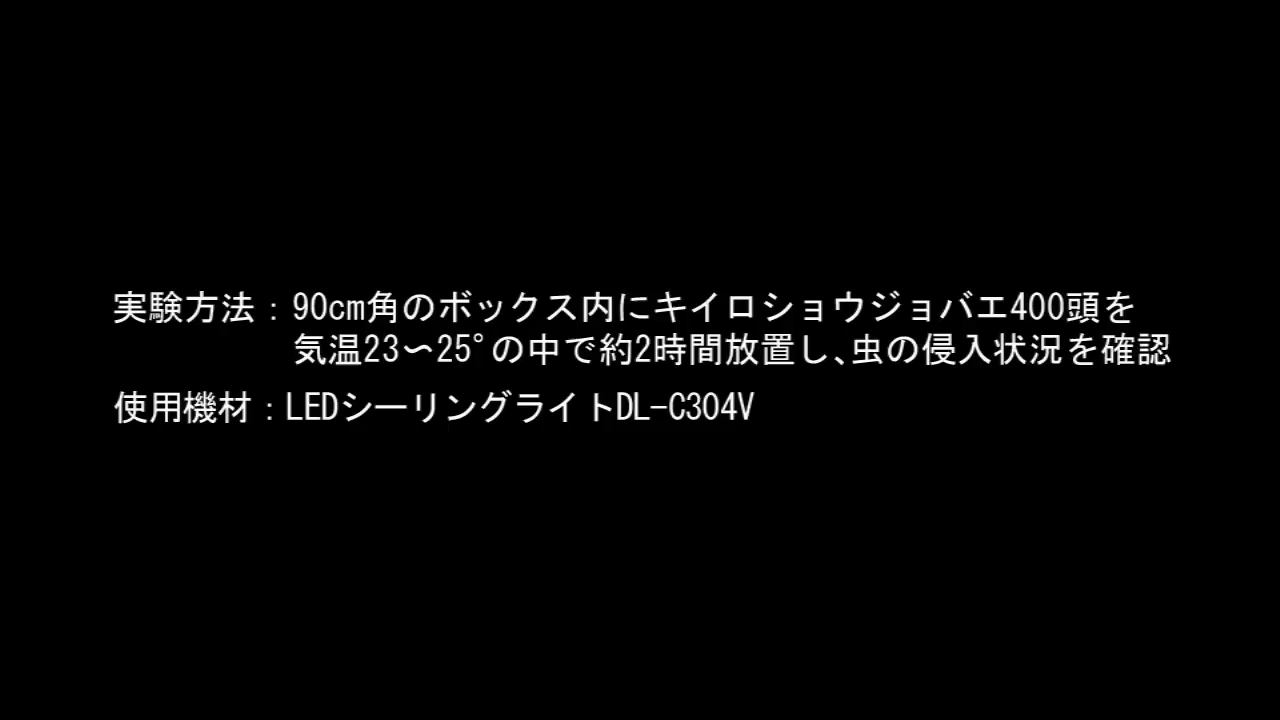 実験方法：90cm角のボックス内にキイロショウジョバエ400頭を
気温23〜25°の中で約2時間放置し、虫の侵入状況を確認
使用機材：LEDシーリングライトDL-C304V